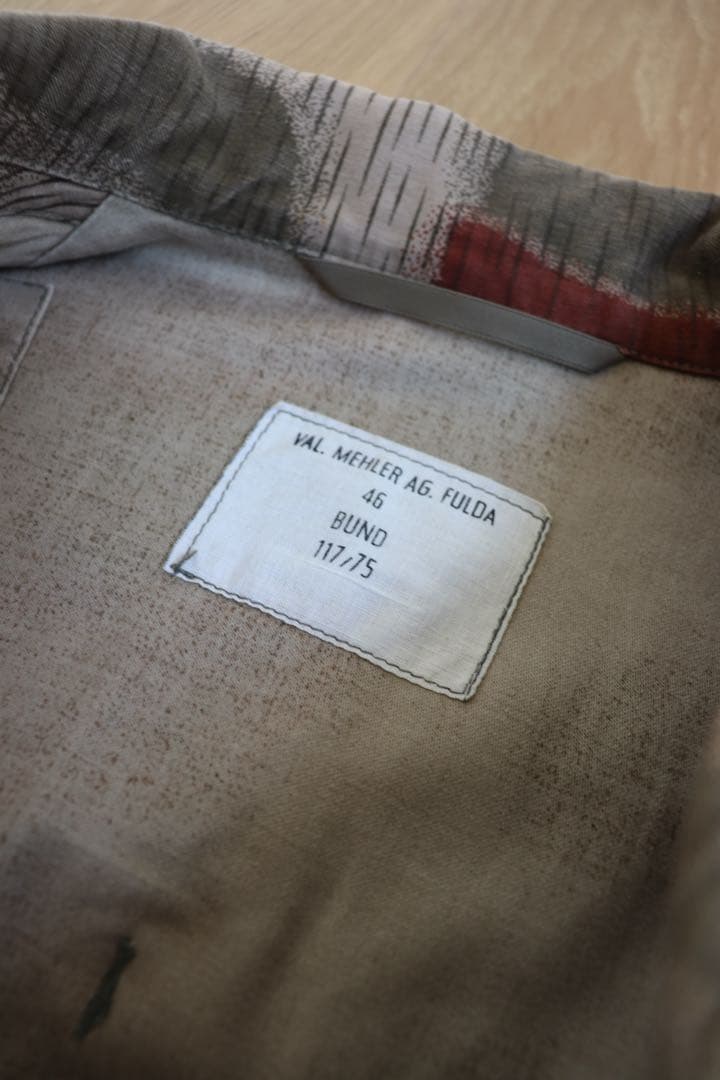 VAL. MEHLER AG. FULDA
46
BUND
117/75